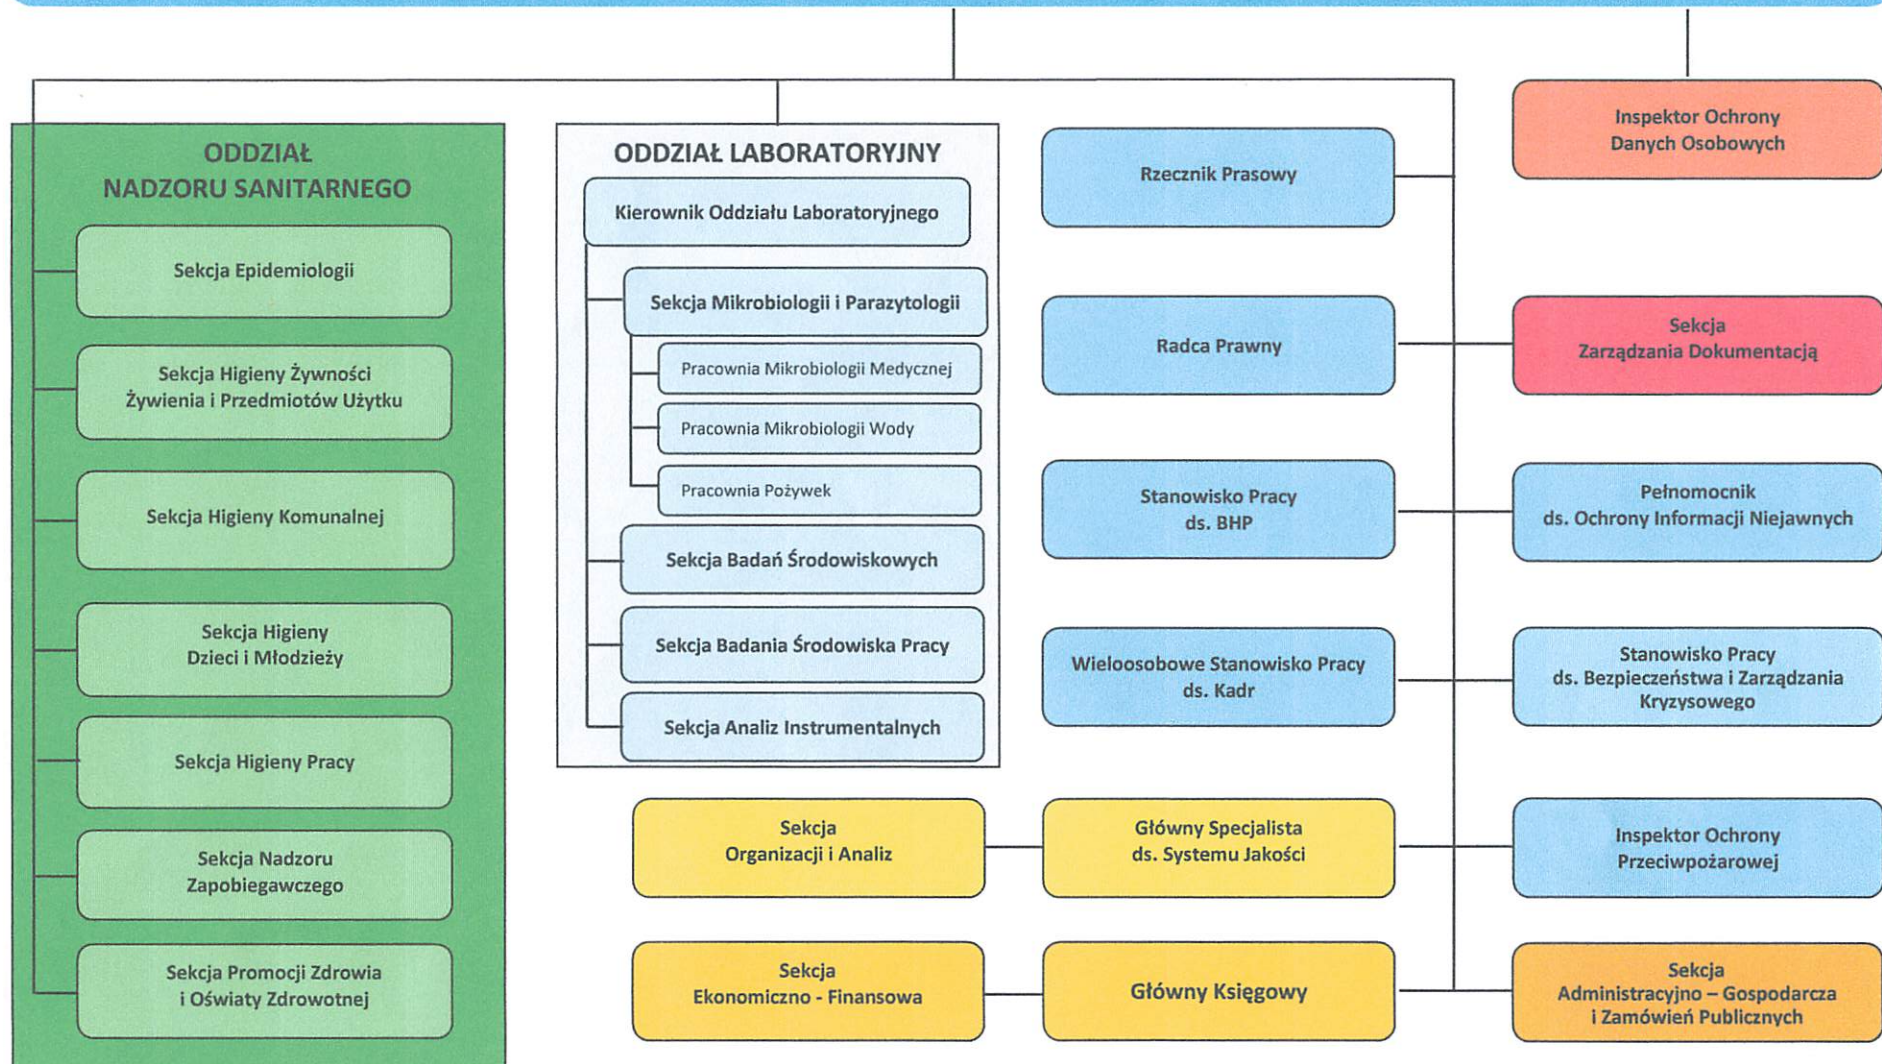 ODDZIAŁ
NADZORU SANITARNEGO
Sekcja Epidemiologii
Sekcja Higieny Żywności
Żywienia i Przedmiotów Użytku
Sekcja Higieny Komunalnej
Sekcja Higieny
Dzieci i Młodzieży
Sekcja Higieny Pracy
Sekcja Nadzoru
Zapobiegawczego
Sekcja Promocji Zdrowia
i Oświaty Zdrowotnej
ODDZIAŁ LABORATORYJNY
Kierownik Oddziału Laboratoryjnego
Sekcja Mikrobiologii i Parazytologii
Pracownia Mikrobiologii Medycznej
Pracownia Mikrobiologii Wody
Pracownia Pożywek
Sekcja Badań Środowiskowych
Sekcja Badania Środowiska Pracy
Sekcja Analiz Instrumentalnych
Sekcja
Organizacji i Analiz
Sekcja
Ekonomiczno - Finansowa
Rzecznik Prasowy
Radca Prawny
Stanowisko Pracy
ds. BHP
Wieloosobowe Stanowisko Pracy
ds. Kadr
Główny Specjalista
ds. Systemu Jakości
Główny Księgowy
Inspektor Ochrony
Danych Osobowych
Sekcja
Zarządzania Dokumentacją
Pełnomocnik
ds. Ochrony Informacji Niejawnych
Stanowisko Pracy
ds. Bezpieczeństwa i Zarządzania
Kryzysowego
Inspektor Ochrony
Przeciwpożarowej
Sekcja
Administracyjno – Gospodarcza
i Zamówień Publicznych